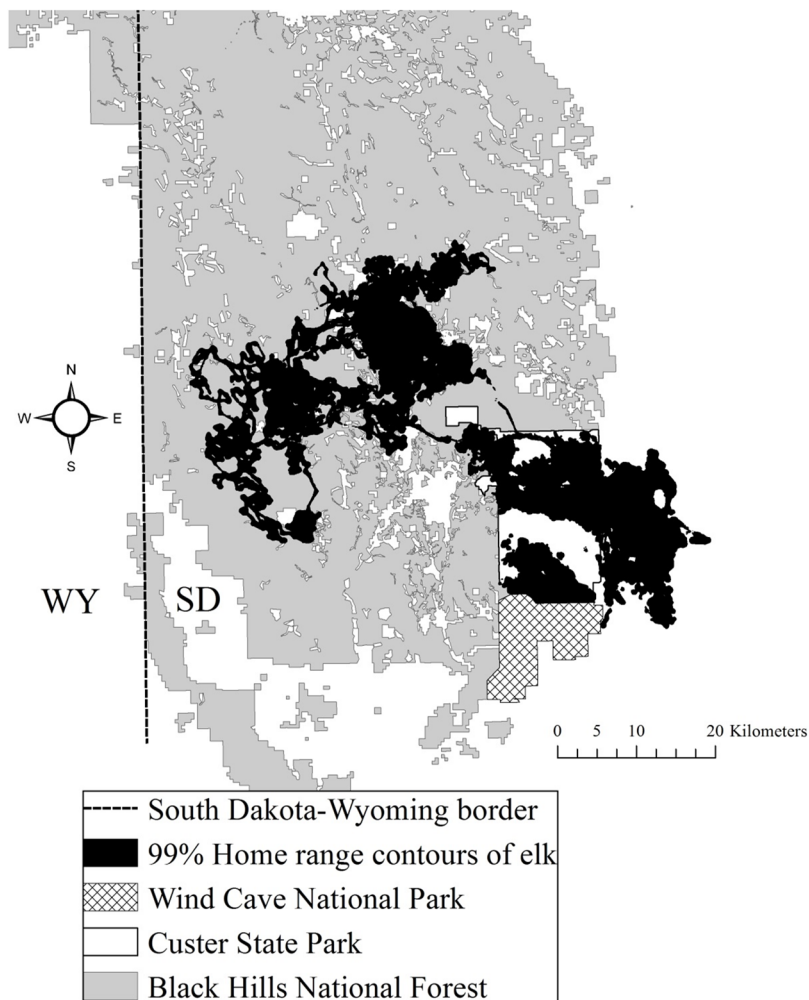 N
W E
S
WY SD
0 5 10 20 Kilometers
South Dakota-Wyoming border
99% Home range contours of elk
Wind Cave National Park
Custer State Park
Black Hills National Forest